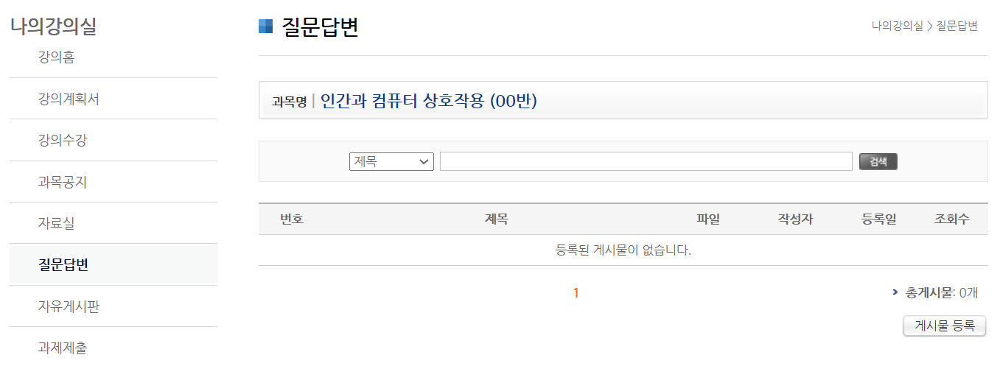 나의강의실
강의홈
강의계획서
강의수강
과목공지
자료실
질문답변
자유게시판
과제제출
질문답변
나의강의실 > 질문답변
과목명 | 인간과 컴퓨터 상호작용 (00반)
제목 검색
번호 제목 파일 작성자 등록일 조회수
등록된 게시물이 없습니다.
1
총게시물: 0개
게시물 등록